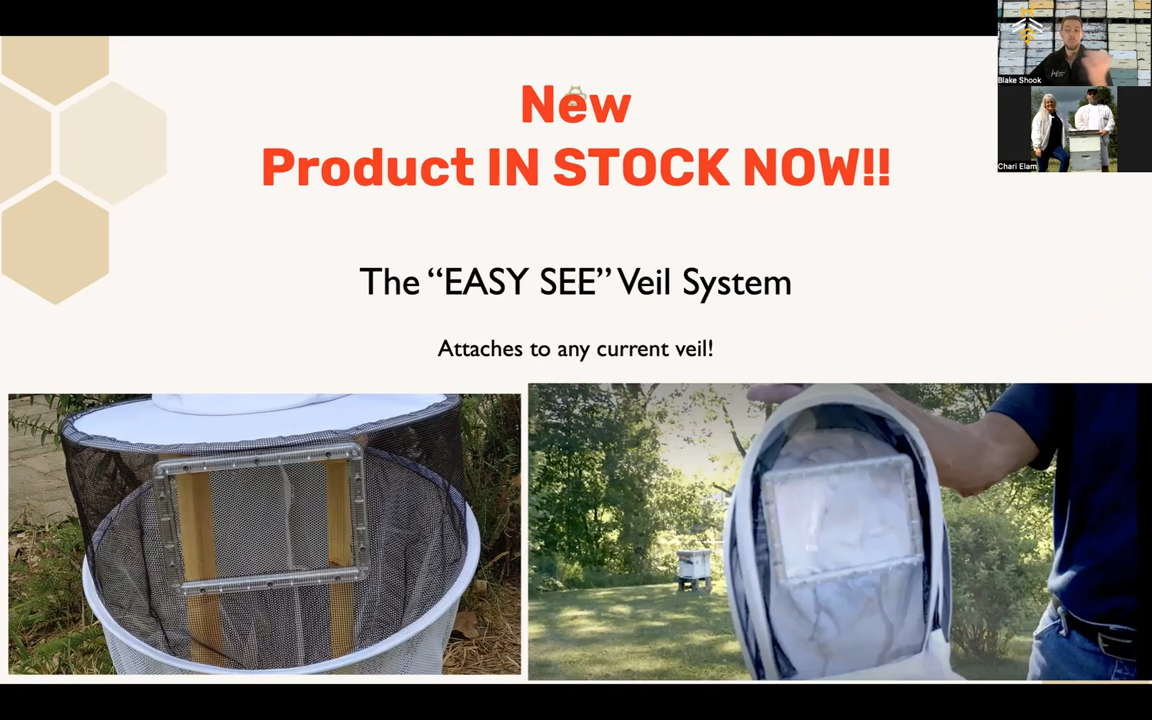 New
Product IN STOCK NOW!!
The “EASY SEE” Veil System
Attaches to any current veil!
Blake Shook
Chari Elam